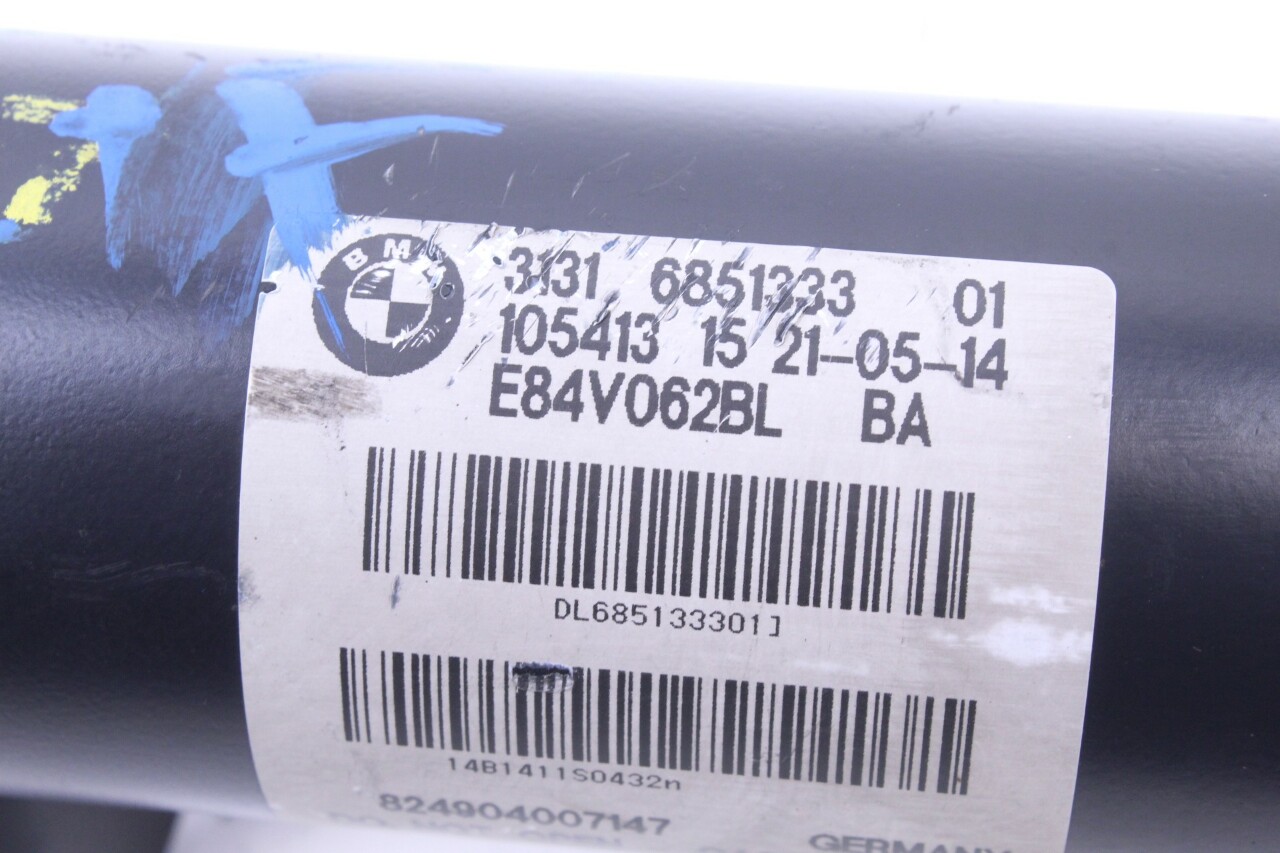 BMW
3131 6851333 01
105413 15 21-05-14
E84V062BL BA
DL685133301]
14B1411S0432n
824904007147
GERMANY